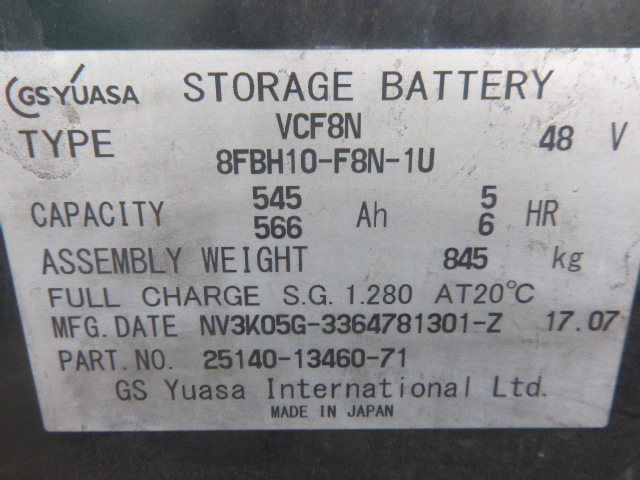 GS YUASA STORAGE BATTERY
TYPE VCF8N 48 V
8FBH10-F8N-1U
CAPACITY 545 Ah 5 HR
566 6
ASSEMBLY WEIGHT 845 kg
FULL CHARGE S.G. 1.280 AT20℃
MFG.DATE NV3K05G-3364781301-Z 17.07
PART.NO. 25140-13460-71
GS Yuasa International Ltd.
MADE IN JAPAN